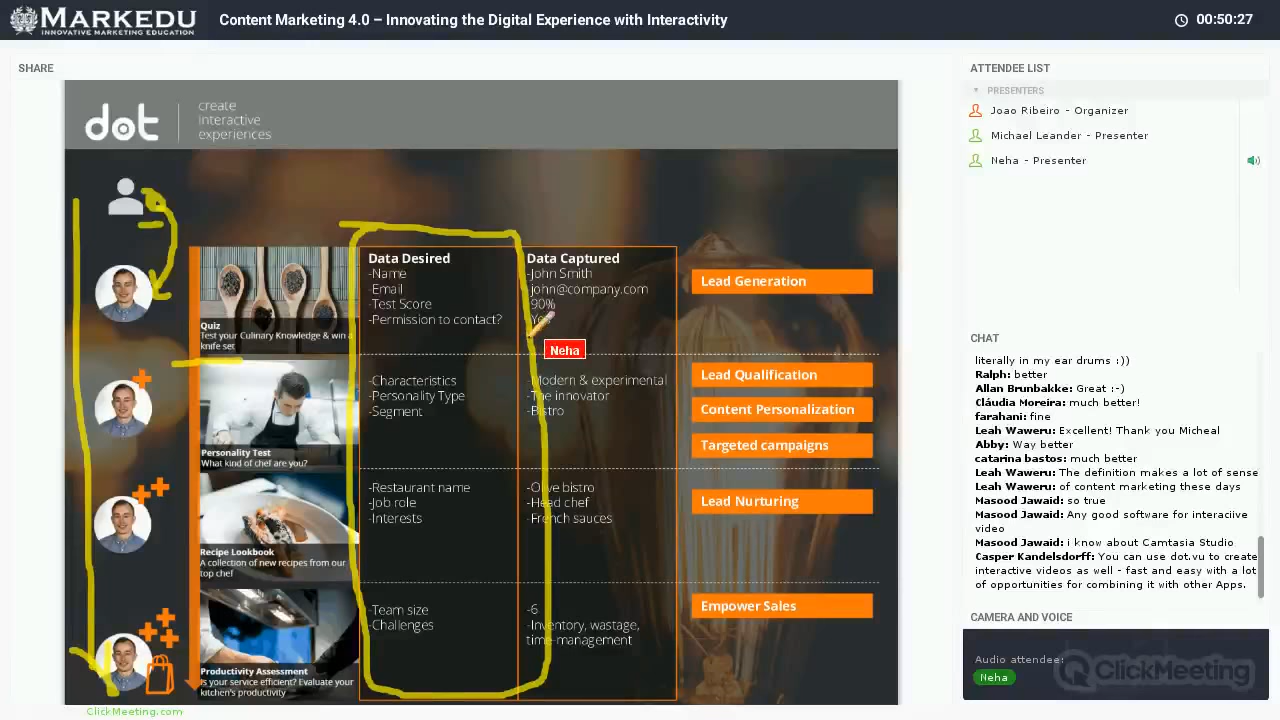 MARKEDU
INNOVATIVE MARKETING EDUCATION
Content Marketing 4.0 – Innovating the Digital Experience with Interactivity
00:50:27
SHARE
dot
create
interactive
experiences
Quiz
Test your Culinary Knowledge & win a
knife set
Data Desired
-Name
-Email
-Test Score
-Permission to contact?
Data Captured
-John Smith
-john@company.com
90%
Yes
Neha
Lead Generation
Personality Test
What kind of chef are you?
-Characteristics
-Personality Type
-Segment
-Modern & experimental
-The innovator
-Bistro
Lead Qualification
Content Personalization
Targeted campaigns
Recipe Lookbook
A collection of new recipes from our
top chef
-Restaurant name
-Job role
-Interests
-Olive bistro
-Head chef
-French sauces
Lead Nurturing
Productivity Assessment
Is your service efficient? Evaluate your
kitchen's productivity
-Team size
-Challenges
-6
-Inventory, wastage,
time-management
Empower Sales
ClickMeeting.com
ATTENDEE LIST
PRESENTERS
Joao Ribeiro - Organizer
Michael Leander - Presenter
Neha - Presenter
CHAT
literally in my ear drums :))
Ralph: better
Allan Brunbakke: Great :-)
Cláudia Moreira: much better!
farahani: fine
Leah Waweru: Excellent! Thank you Micheal
Abby: Way better
catarina bastos: much better
Leah Waweru: The definition makes a lot of sense
Leah Waweru: of content marketing these days
Masood Jawaid: so true
Masood Jawaid: Any good software for interaciive
video
Masood Jawaid: i know about Camtasia Studio
Casper Kandelsdorff: You can use dot.vu to create
interactive videos as well - fast and easy with a lot
of opportunities for combining it with other Apps.
CAMERA AND VOICE
Audio attendee:
Neha
ClickMeeting